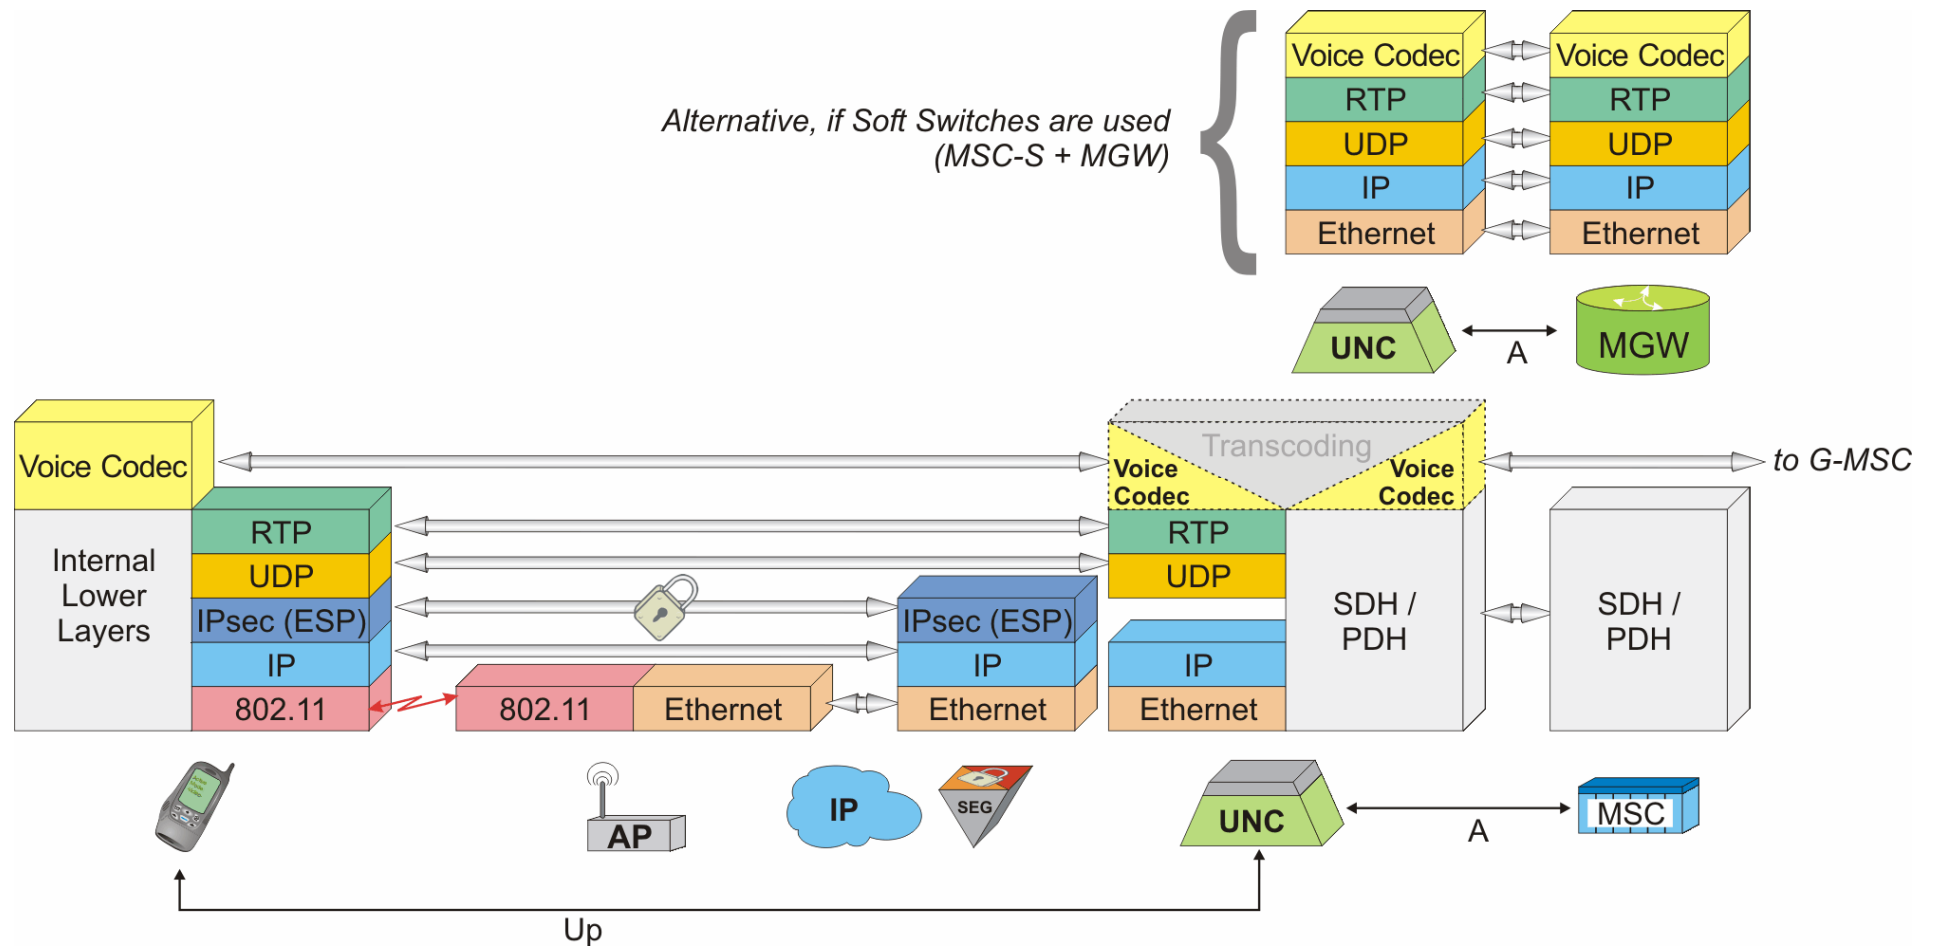 Voice Codec
Voice Codec
RTP
RTP
Alternative, if Soft Switches are used
(MSC-S + MGW)
UDP
UDP
IP
IP
Ethernet
Ethernet
UNC
A
MGW
Voice Codec
Transcoding
Voice
Codec
Voice
Codec
to G-MSC
Internal
Lower
Layers
RTP
UDP
IPsec (ESP)
IP
802.11
802.11
Ethernet
IPsec (ESP)
IP
Ethernet
RTP
UDP
IP
Ethernet
SDH /
PDH
SDH /
PDH
AP
IP
SEG
UNC
A
MSC
Up